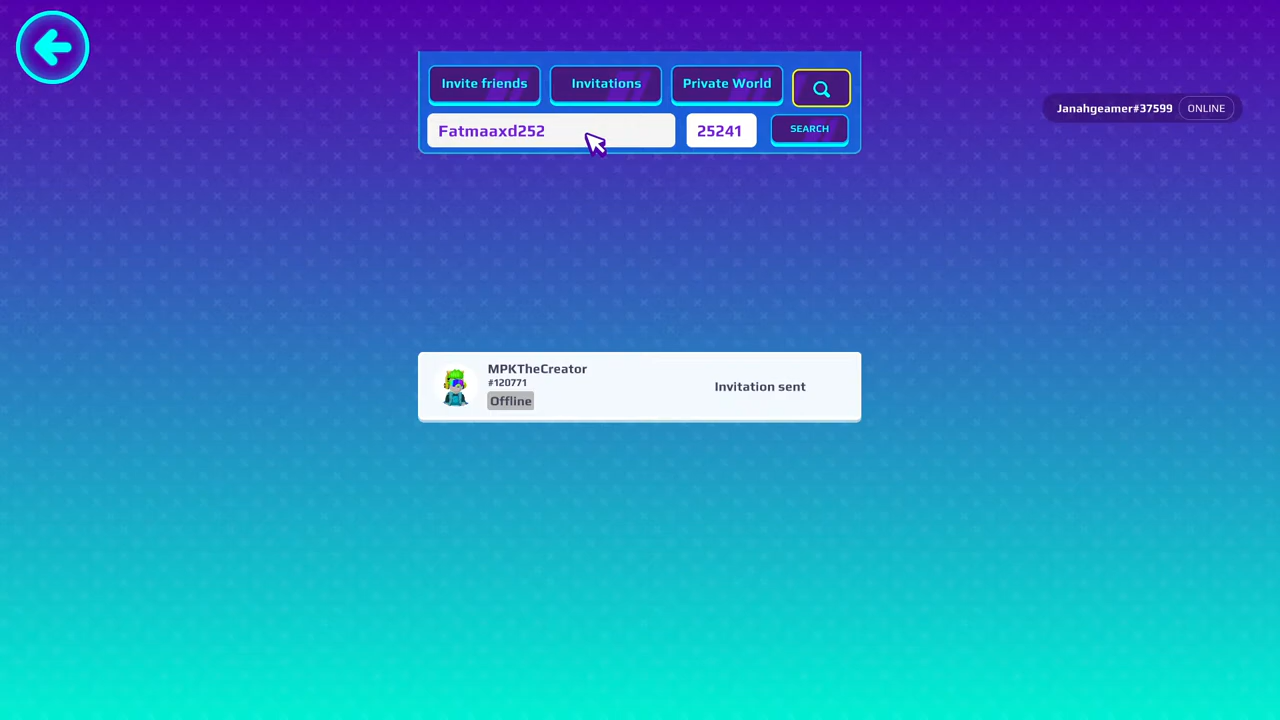 Invite friends
Invitations
Private World
Fatmaaxd252
25241
SEARCH
Janahgeamer#37599
ONLINE
MPKTheCreator
#120771
Offline
Invitation sent